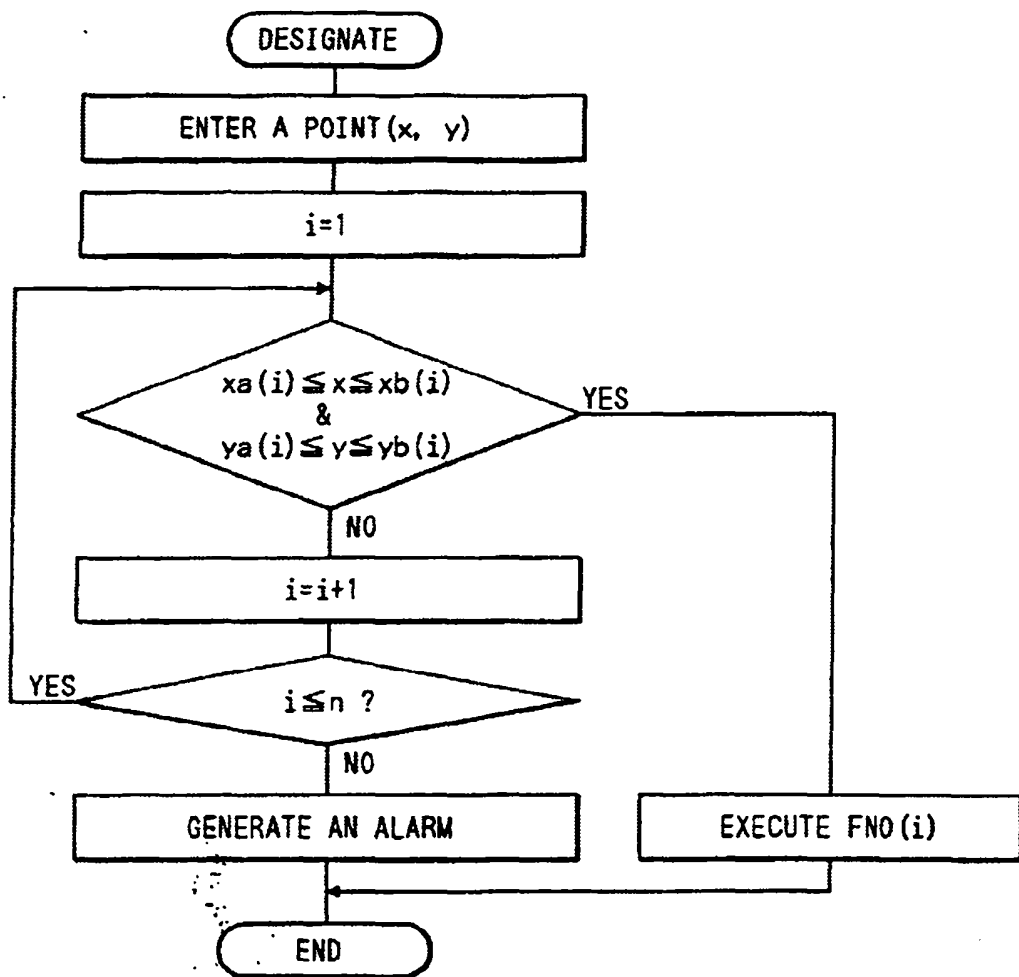 DESIGNATE
ENTER A POINT(x, y)
i=1
xa(i)≦x≦xb(i)
&
ya(i)≦y≦yb(i)
YES
NO
i=i+1
YES
i≦n ?
NO
GENERATE AN ALARM
EXECUTE FNO(i)
END